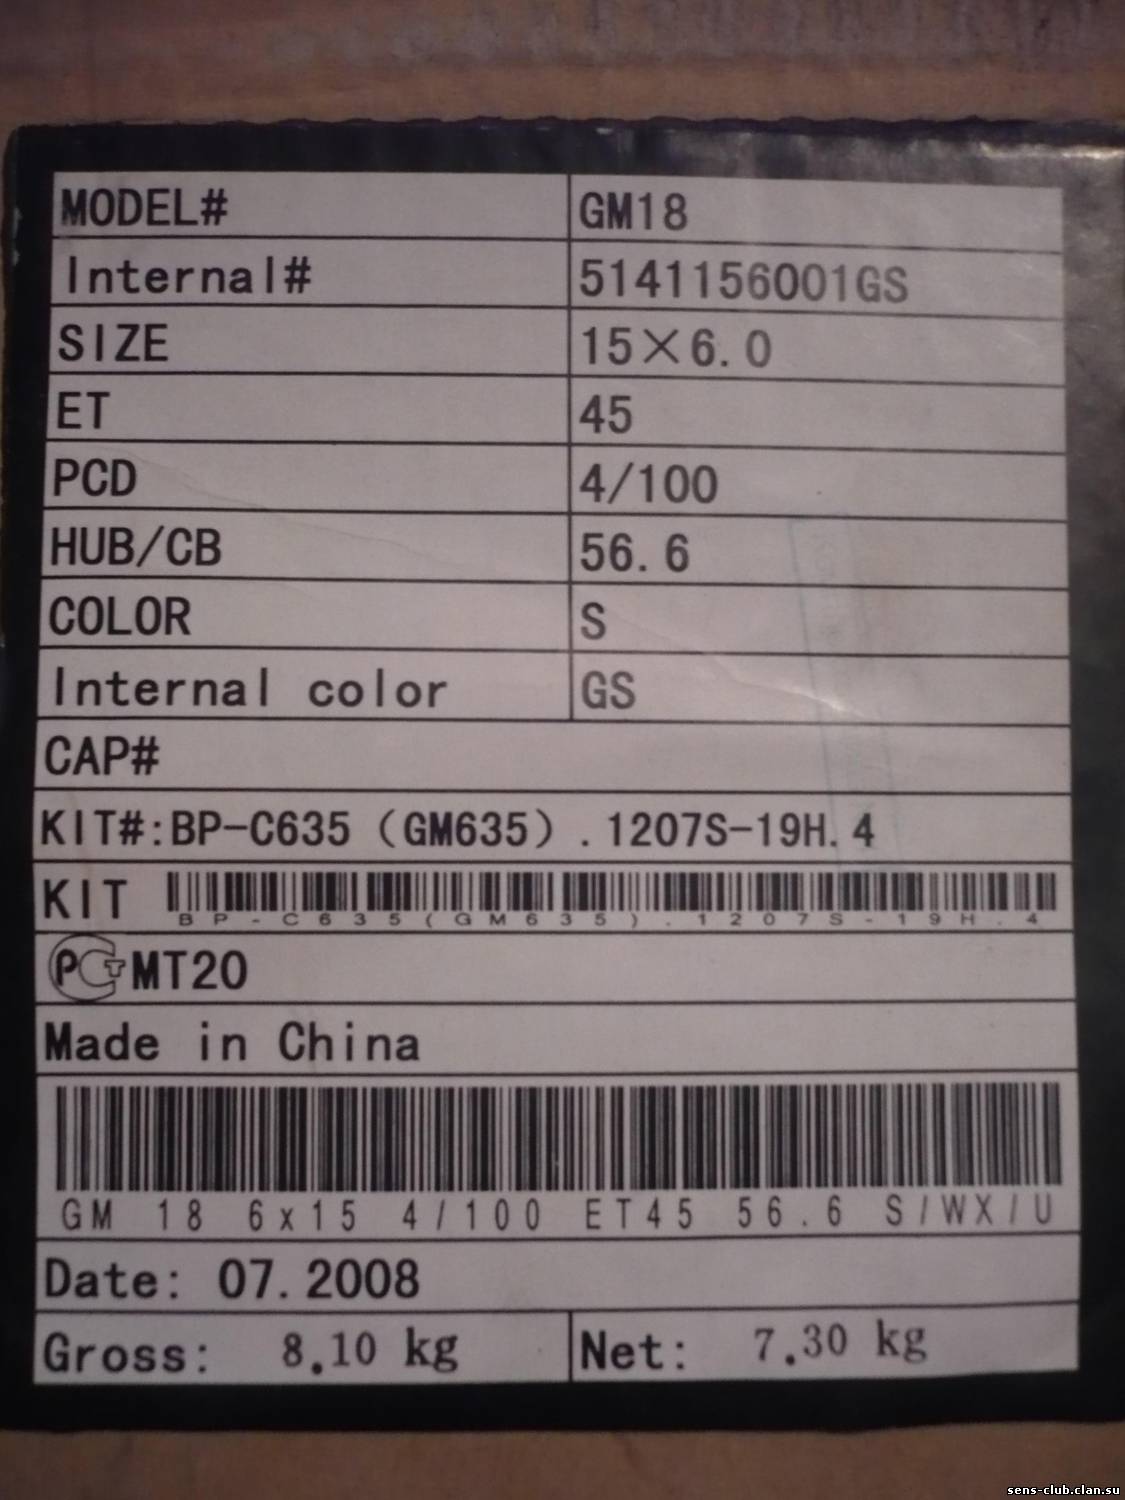 MODEL# GM18
Internal# 5141156001GS
SIZE 15×6.0
ET 45
PCD 4/100
HUB/CB 56.6
COLOR S
Internal color GS
CAP#
KIT#:BP-C635 (GM635) .1207S-19H.4
KIT
BP-C635(GM635).1207S-19H.4
РСТ MT20
Made in China
GM 18 6x15 4/100 ET45 56.6 S/WX/U
Date: 07.2008
Gross: 8.10 kg Net: 7.30 kg
sens-club.clan.su